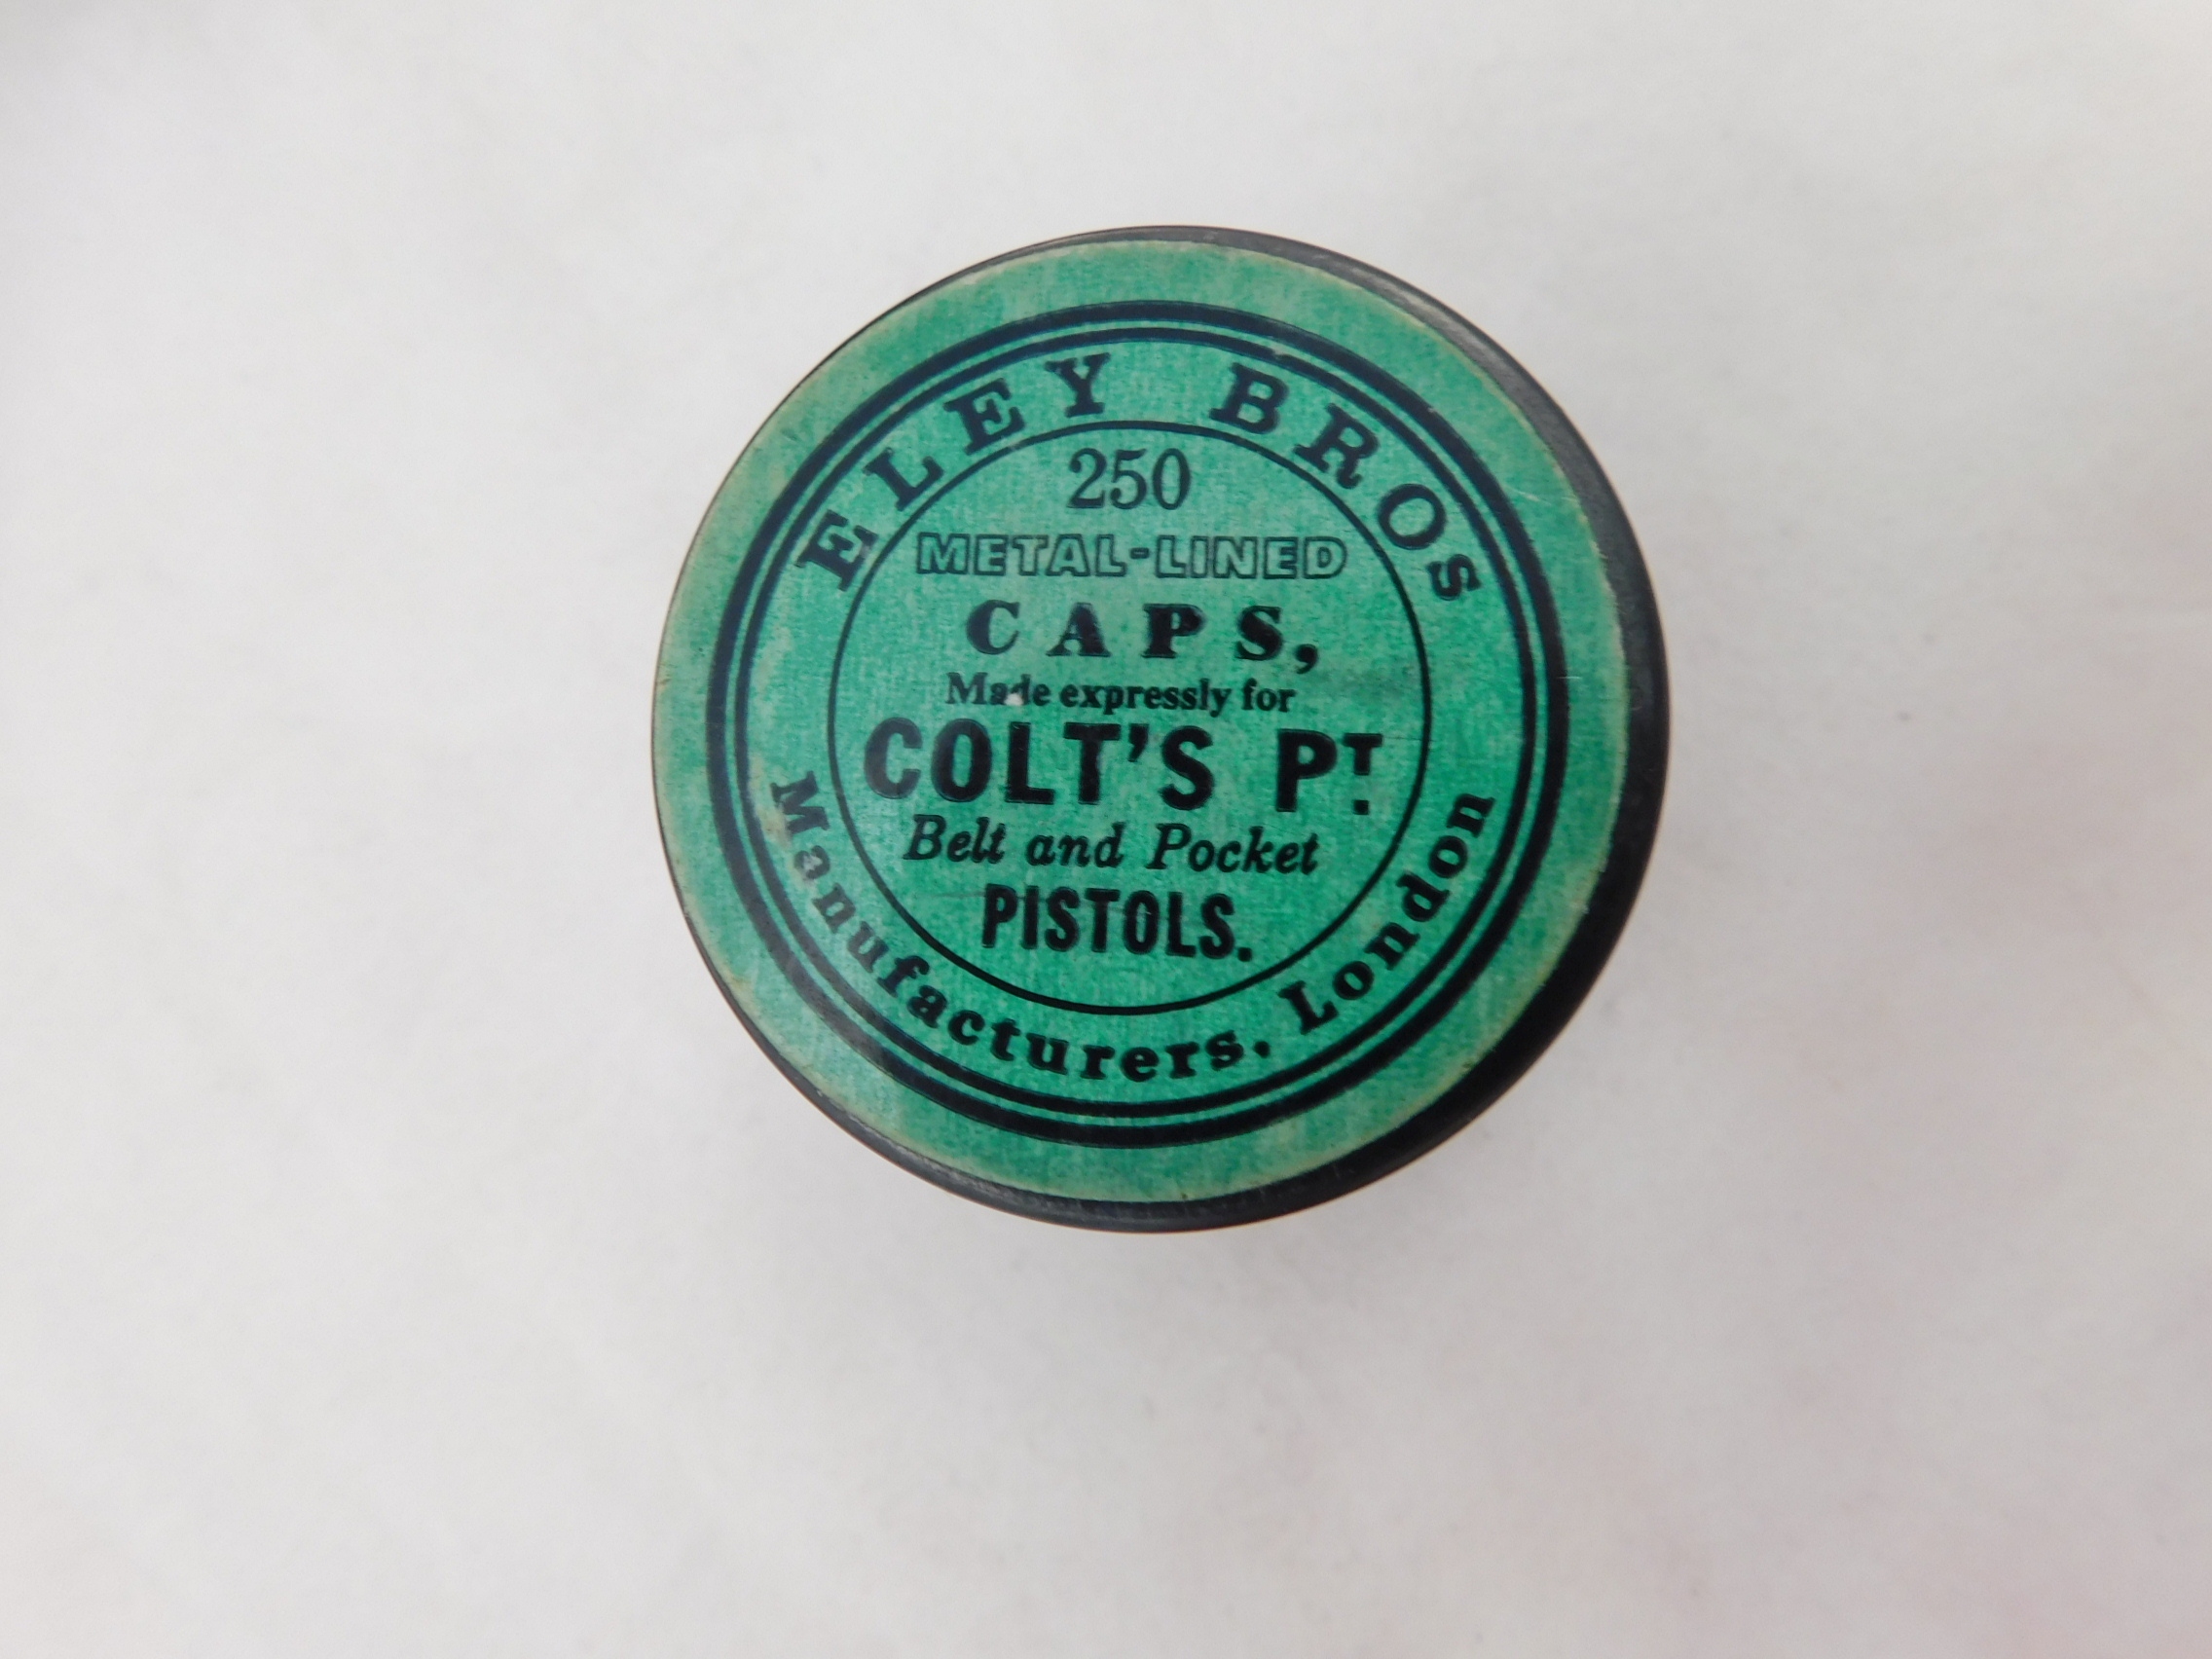 ELEY BROS
250
METAL-LINED
CAPS,
Made expressly for
COLT'S PT.
Belt and Pocket
PISTOLS.
Manufacturers, London